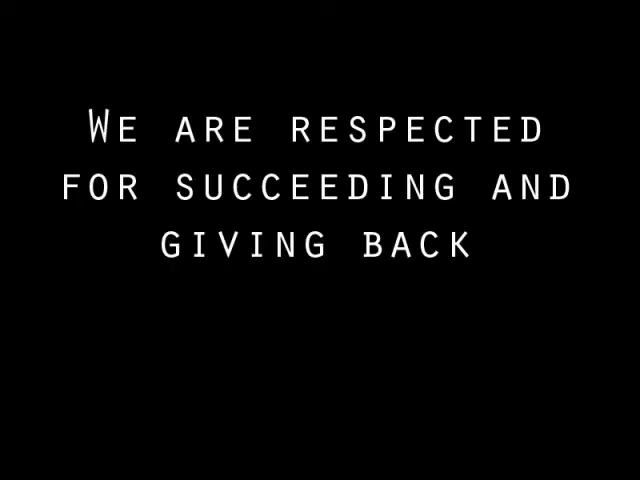 We are respected
for succeeding and
giving back